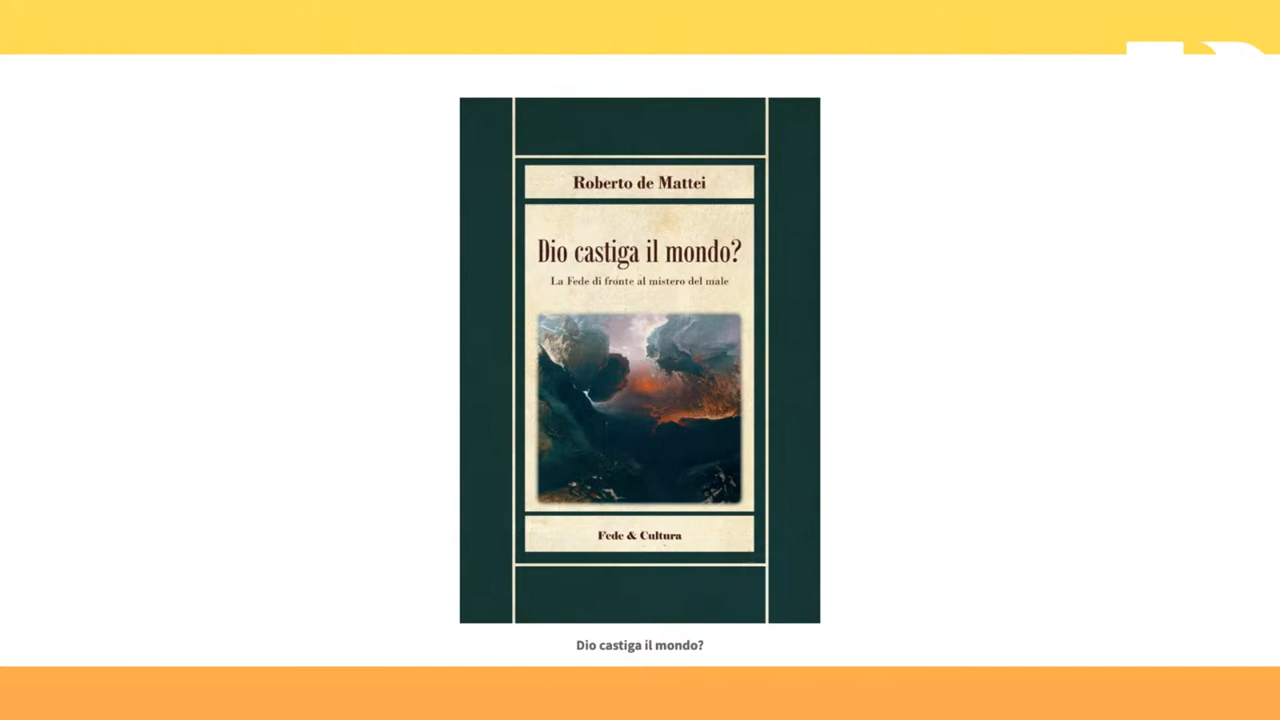 Roberto de Mattei
Dio castiga il mondo?
La Fede di fronte al mistero del male
Fede & Cultura
Dio castiga il mondo?